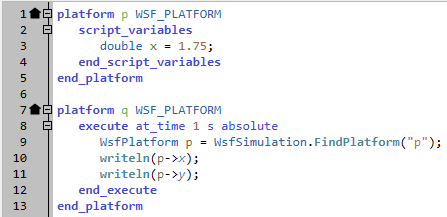 1 platform p WSF_PLATFORM
2 script_variables
3 double x = 1.75;
4 end_script_variables
5 end_platform
6
7 platform q WSF_PLATFORM
8 execute at_time 1 s absolute
9 WsfPlatform p = WsfSimulation.FindPlatform("p");
10 writeln(p->x);
11 writeln(p->y);
12 end_execute
13 end_platform